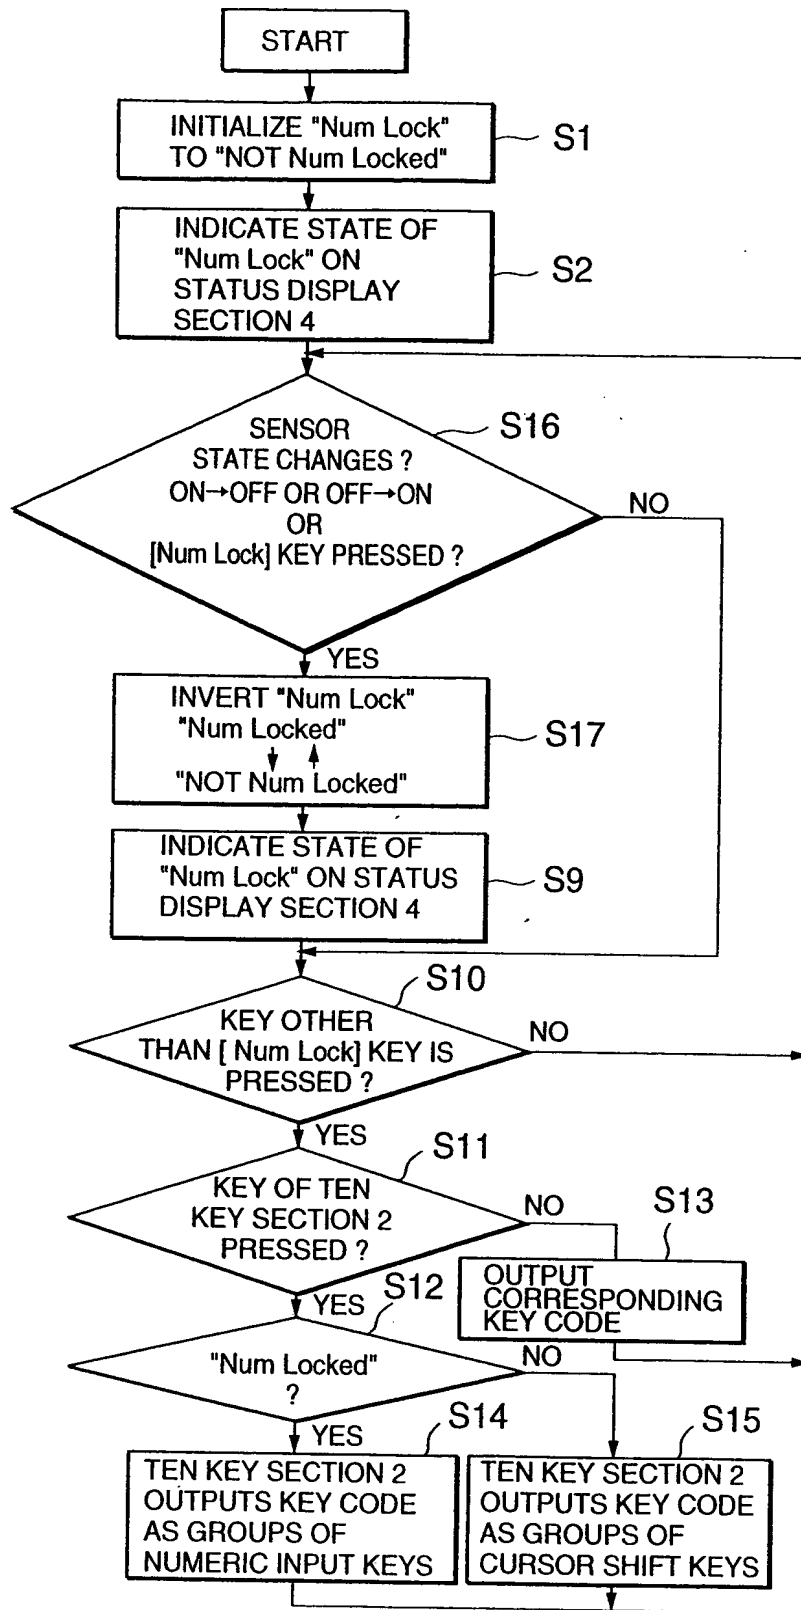 START
INITIALIZE "Num Lock"
TO "NOT Num Locked"
S1
INDICATE STATE OF
"Num Lock" ON
STATUS DISPLAY
SECTION 4
S2
S16
SENSOR
STATE CHANGES ?
ON→OFF OR OFF→ON
OR
[Num Lock] KEY PRESSED ?
NO
YES
INVERT "Num Lock"
"Num Locked"
"NOT Num Locked"
S17
INDICATE STATE OF
"Num Lock" ON STATUS
DISPLAY SECTION 4
S9
S10
KEY OTHER
THAN [ Num Lock] KEY IS
PRESSED ?
NO
YES
S11
KEY OF TEN
KEY SECTION 2
PRESSED ?
NO
S13
OUTPUT
CORRESPONDING
KEY CODE
YES
S12
"Num Locked"
?
NO
YES
S14
TEN KEY SECTION 2
OUTPUTS KEY CODE
AS GROUPS OF
NUMERIC INPUT KEYS
S15
TEN KEY SECTION 2
OUTPUTS KEY CODE
AS GROUPS OF
CURSOR SHIFT KEYS